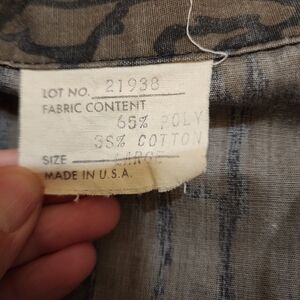 LOT NO. 21938
FABRIC CONTENT
65% POLY
35% COTTON
SIZE LARGE
MADE IN U.S.A.